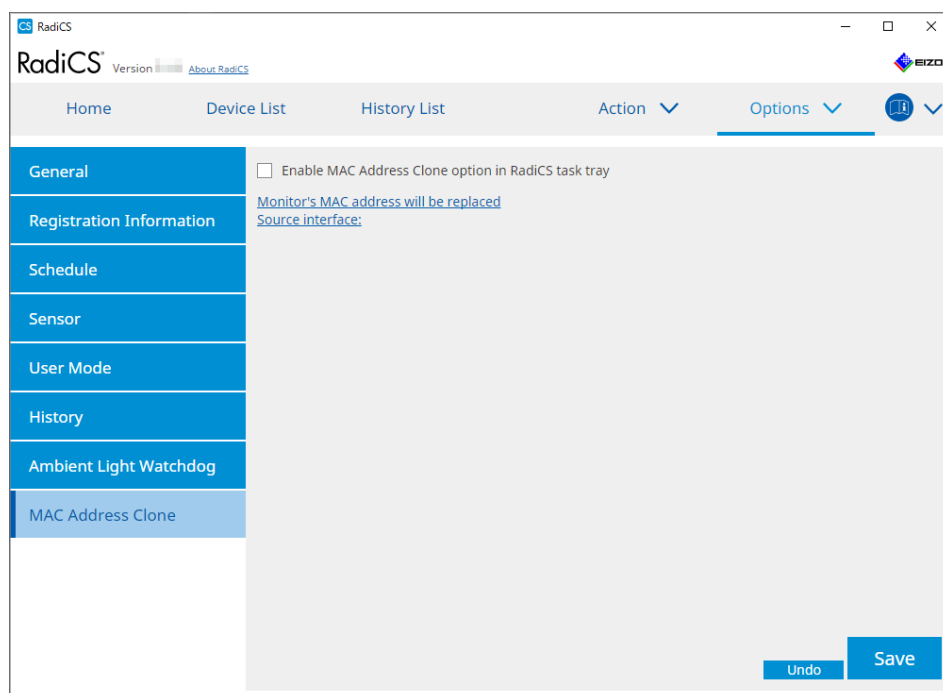 CS RadiCS
RadiCS® Version About RadiCS
EIZO
Home Device List History List Action Options
General
Registration Information
Schedule
Sensor
User Mode
History
Ambient Light Watchdog
MAC Address Clone
Enable MAC Address Clone option in RadiCS task tray
Monitor's MAC address will be replaced
Source interface:
Undo Save